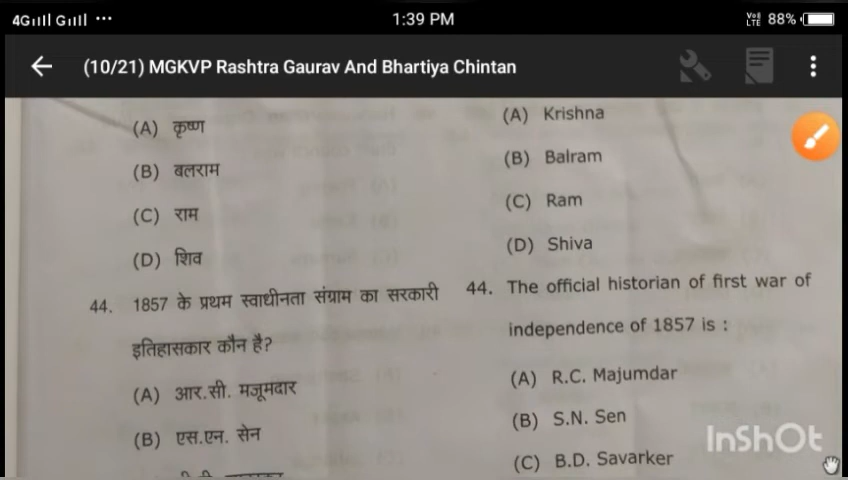 4G
1:39 PM
88%
(10/21) MGKVP Rashtra Gaurav And Bhartiya Chintan
(A) कृष्ण
(B) बलराम
(C) राम
(D) शिव
44. 1857 के प्रथम स्वाधीनता संग्राम का सरकारी
इतिहासकार कौन है?
(A) आर.सी. मजूमदार
(B) एस.एन. सेन
(A) Krishna
(B) Balram
(C) Ram
(D) Shiva
44. The official historian of first war of
independence of 1857 is :
(A) R.C. Majumdar
(B) S.N. Sen
(C) B.D. Savarker
InShOt